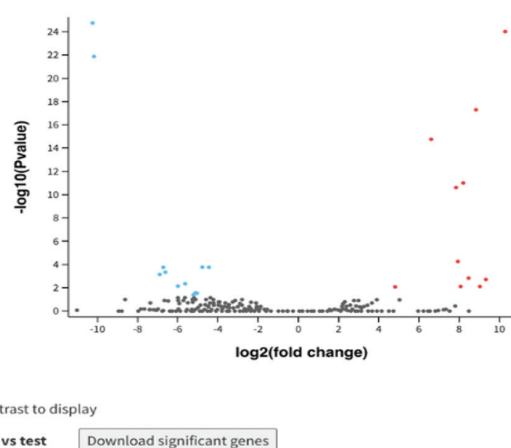 24
22
20
18
16
14
12
10
8
6
4
2
0
-log10(Pvalue)
-10 -8 -6 -4 -2 0 2 4 6 8 10
log2(fold change)
trast to display
vs test Download significant genes